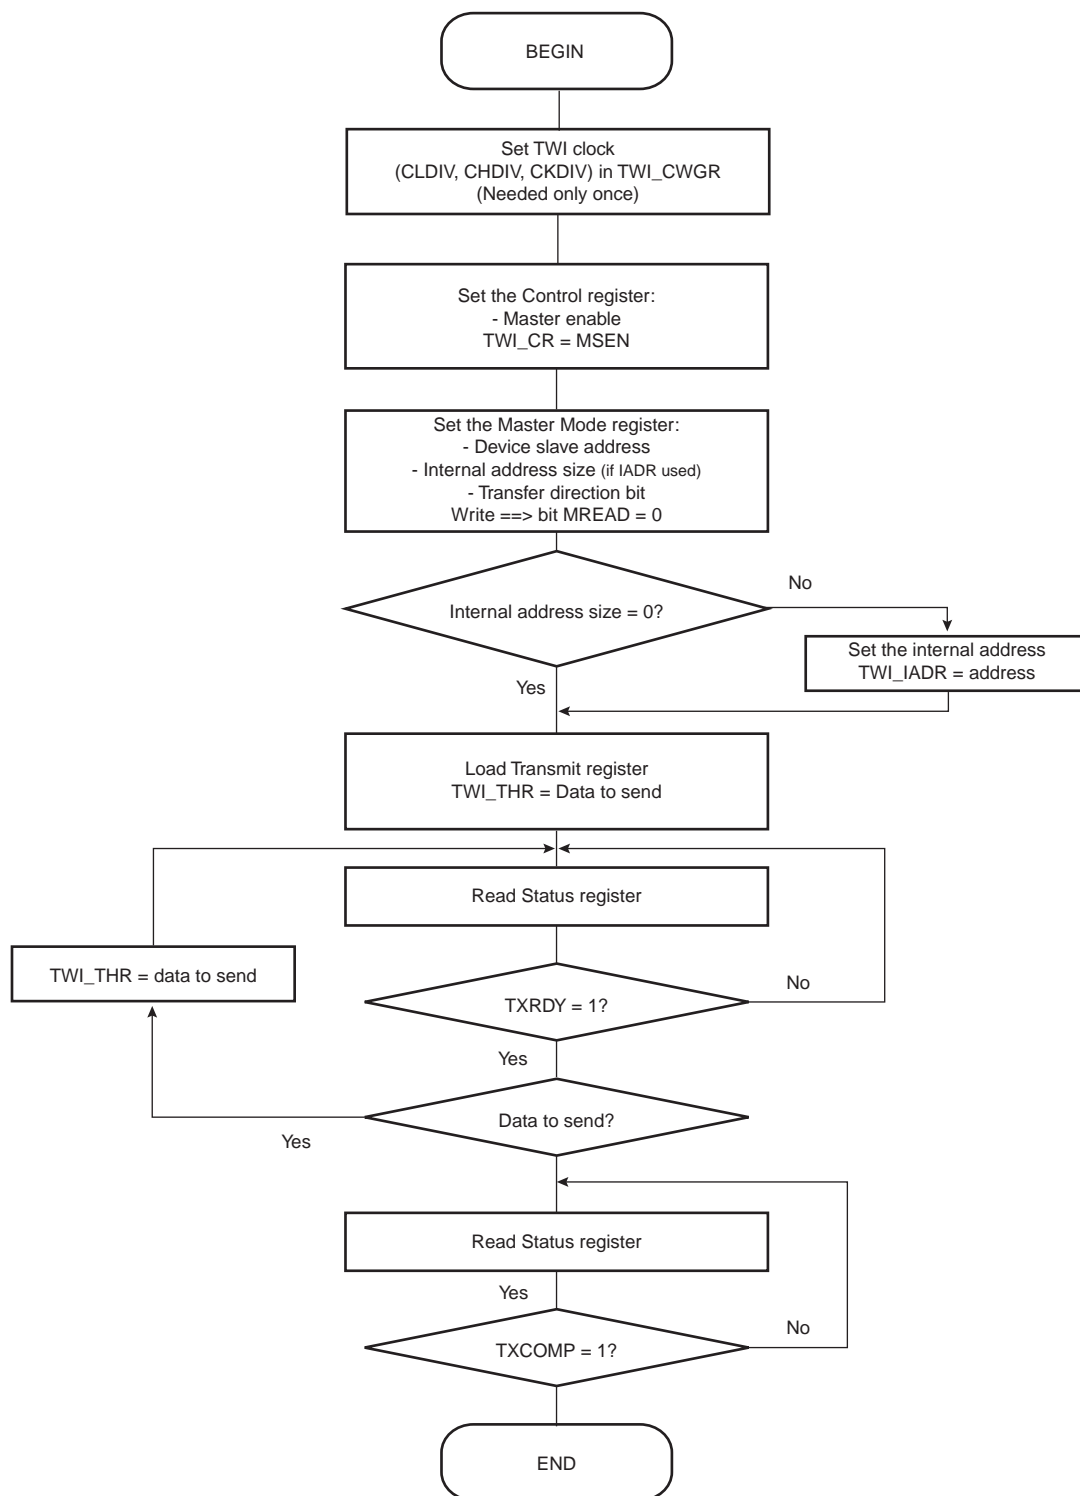 BEGIN
Set TWI clock
(CLDIV, CHDIV, CKDIV) in TWI_CWGR
(Needed only once)
Set the Control register:
- Master enable
TWI_CR = MSEN
Set the Master Mode register:
- Device slave address
- Internal address size (if IADR used)
- Transfer direction bit
Write ==> bit MREAD = 0
No
Internal address size = 0?
Set the internal address
TWI_IADR = address
Yes
Load Transmit register
TWI_THR = Data to send
Read Status register
TWI_THR = data to send
No
TXRDY = 1?
Yes
Data to send?
Yes
Read Status register
Yes
No
TXCOMP = 1?
END